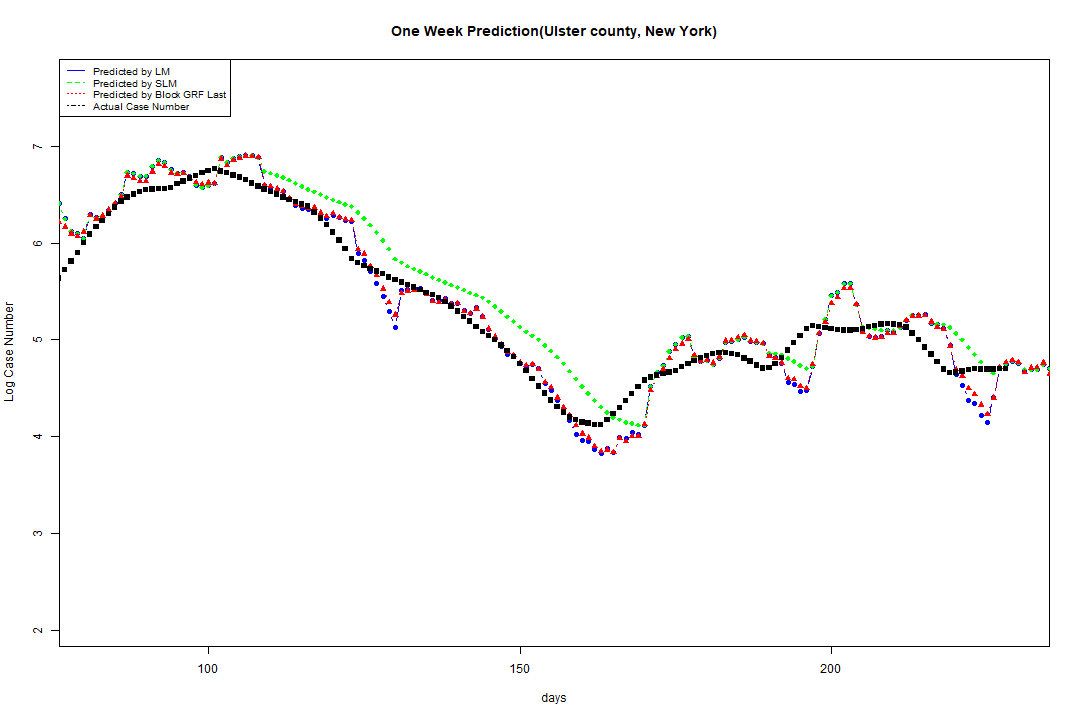 One Week Prediction(Ulster county, New York)
Predicted by LM
Predicted by SLM
Predicted by Block GRF Last
Actual Case Number
Log Case Number
7
6
5
4
3
2
100 150 200
days